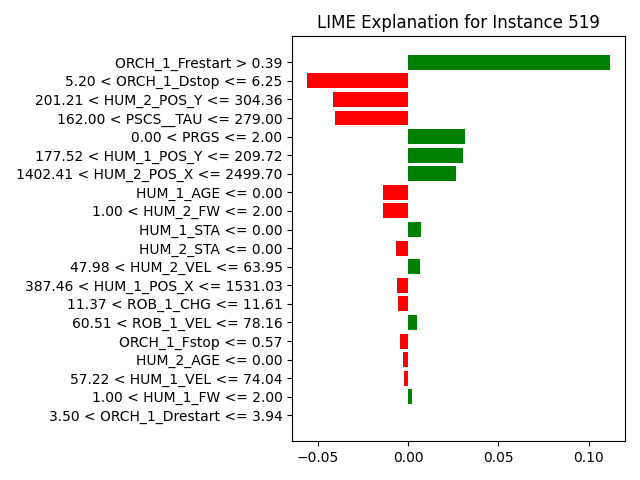 LIME Explanation for Instance 519
ORCH_1_Frestart > 0.39
5.20 < ORCH_1_Dstop <= 6.25
201.21 < HUM_2_POS_Y <= 304.36
162.00 < PSCS__TAU <= 279.00
0.00 < PRGS <= 2.00
177.52 < HUM_1_POS_Y <= 209.72
1402.41 < HUM_2_POS_X <= 2499.70
HUM_1_AGE <= 0.00
1.00 < HUM_2_FW <= 2.00
HUM_1_STA <= 0.00
HUM_2_STA <= 0.00
47.98 < HUM_2_VEL <= 63.95
387.46 < HUM_1_POS_X <= 1531.03
11.37 < ROB_1_CHG <= 11.61
60.51 < ROB_1_VEL <= 78.16
ORCH_1_Fstop <= 0.57
HUM_2_AGE <= 0.00
57.22 < HUM_1_VEL <= 74.04
1.00 < HUM_1_FW <= 2.00
3.50 < ORCH_1_Drestart <= 3.94
−0.05 0.00 0.05 0.10